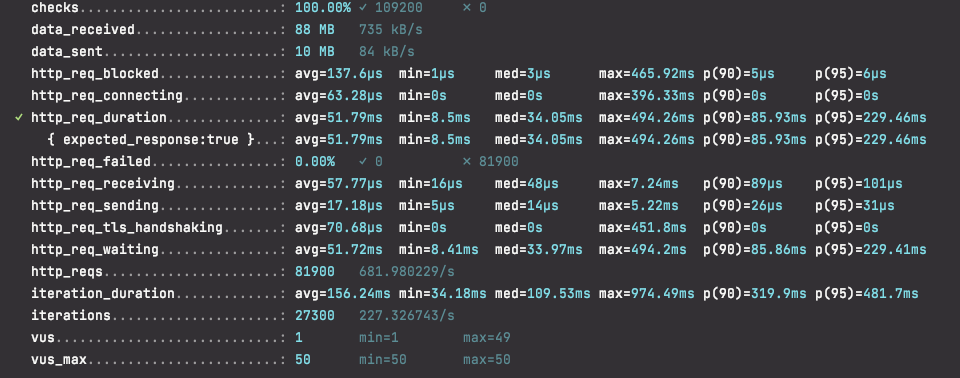 checks.........................: 100.00% ✓ 109200 ✗ 0
data_received..................: 88 MB 735 kB/s
data_sent......................: 10 MB 84 kB/s
http_req_blocked...............: avg=137.6µs min=1µs med=3µs max=465.92ms p(90)=5µs p(95)=6µs
http_req_connecting............: avg=63.28µs min=0s med=0s max=396.33ms p(90)=0s p(95)=0s
✓ http_req_duration..............: avg=51.79ms min=8.5ms med=34.05ms max=494.26ms p(90)=85.93ms p(95)=229.46ms
{ expected_response:true }...: avg=51.79ms min=8.5ms med=34.05ms max=494.26ms p(90)=85.93ms p(95)=229.46ms
http_req_failed................: 0.00% ✓ 0 ✗ 81900
http_req_receiving.............: avg=57.77µs min=16µs med=48µs max=7.24ms p(90)=89µs p(95)=101µs
http_req_sending...............: avg=17.18µs min=5µs med=14µs max=5.22ms p(90)=26µs p(95)=31µs
http_req_tls_handshaking.......: avg=70.68µs min=0s med=0s max=451.8ms p(90)=0s p(95)=0s
http_req_waiting...............: avg=51.72ms min=8.41ms med=33.97ms max=494.2ms p(90)=85.86ms p(95)=229.41ms
http_reqs......................: 81900 681.980229/s
iteration_duration.............: avg=156.24ms min=34.18ms med=109.53ms max=974.49ms p(90)=319.9ms p(95)=481.7ms
iterations.....................: 27300 227.326743/s
vus............................: 1 min=1 max=49
vus_max........................: 50 min=50 max=50